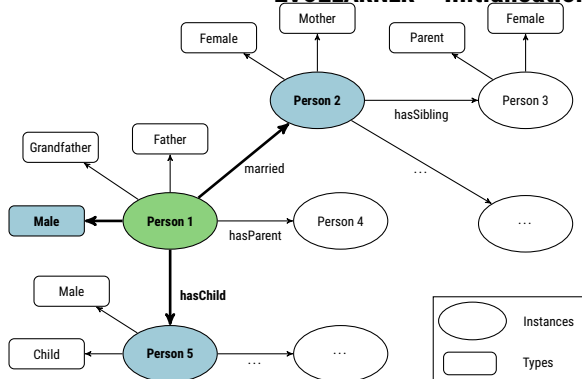 Mother
Female
Female
Parent
Person 2
Person 3
hasSibling
Grandfather
Father
married
...
Male
Person 1
Person 4
...
hasParent
Male
hasChild
Instances
Child
Person 5
...
...
Types